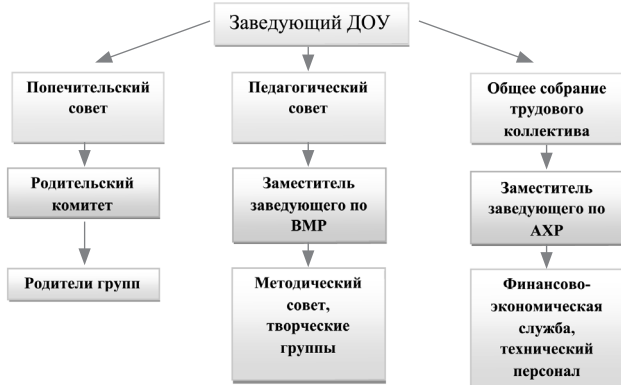 Заведующий ДОУ
Попечительский
совет
Педагогический
совет
Общее собрание
трудового
коллектива
Родительский
комитет
Заместитель
заведующего по
ВМР
Заместитель
заведующего по
АХР
Родители групп
Методический
совет,
творческие
группы
Финансово-
экономическая
служба,
технический
персонал